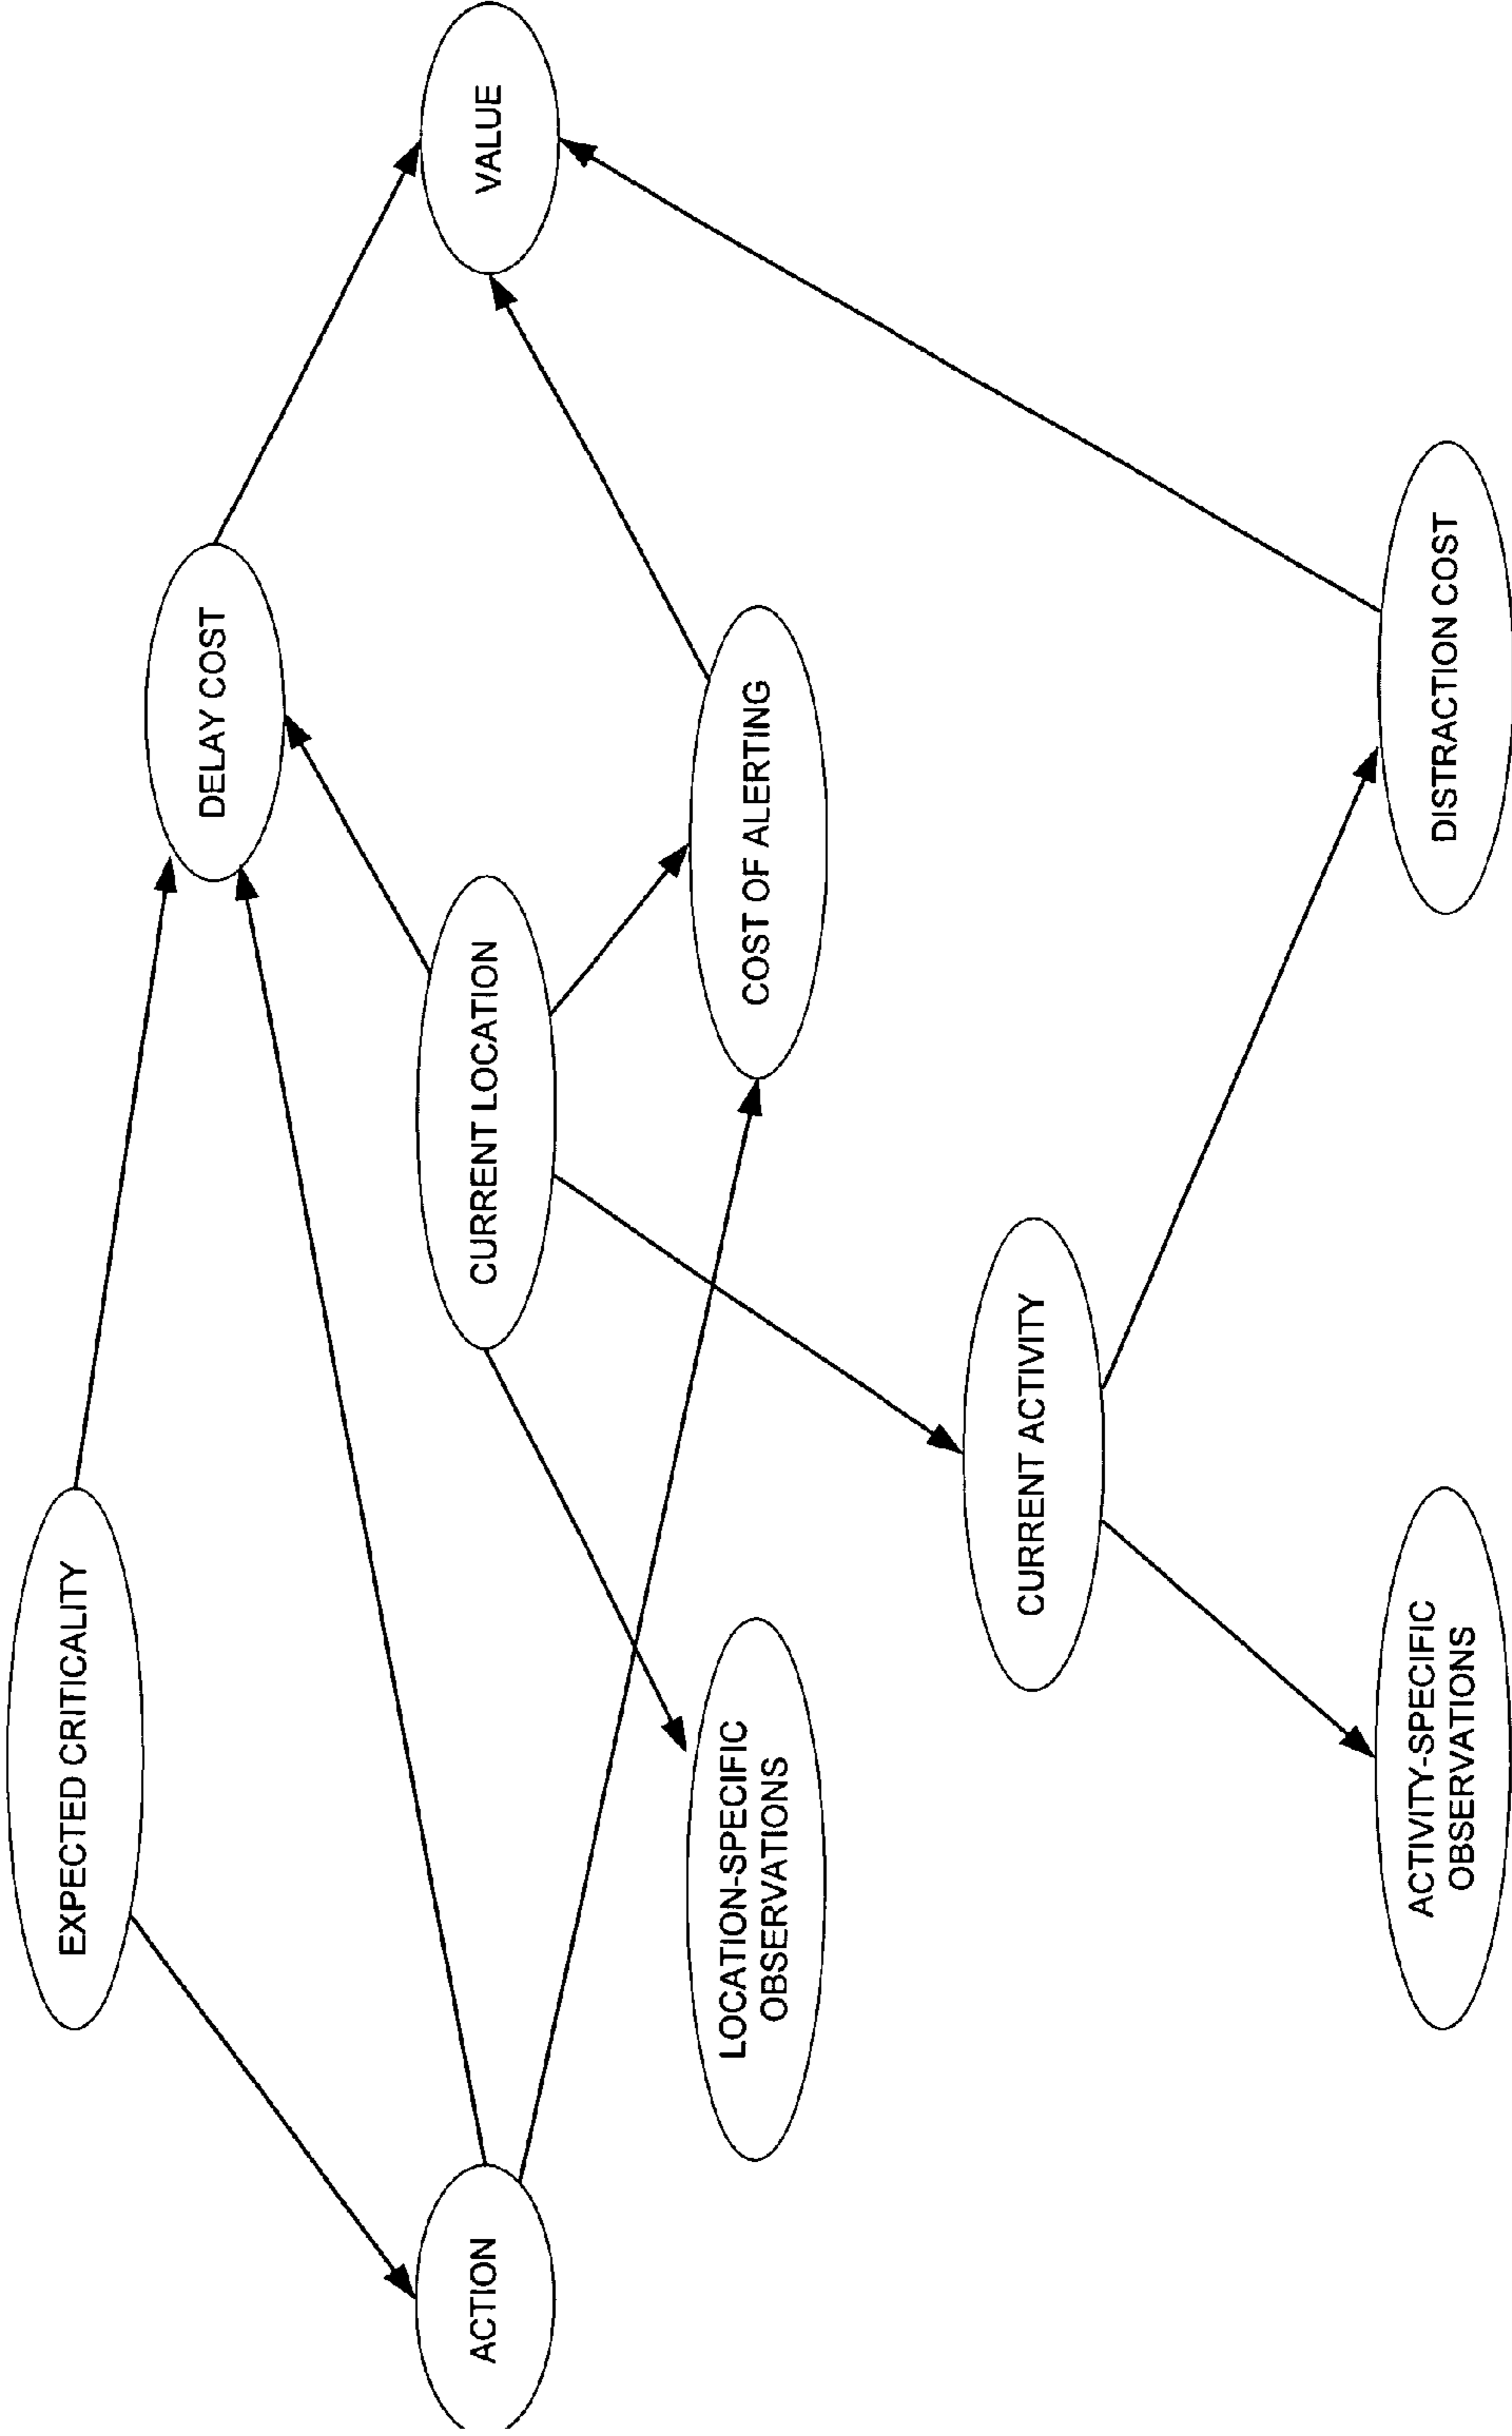 EXPECTED CRITICALITY
DELAY COST
ACTION
CURRENT LOCATION
VALUE
LOCATION-SPECIFIC
OBSERVATIONS
COST OF ALERTING
CURRENT ACTIVITY
ACTIVITY-SPECIFIC
OBSERVATIONS
DISTRACTION COST